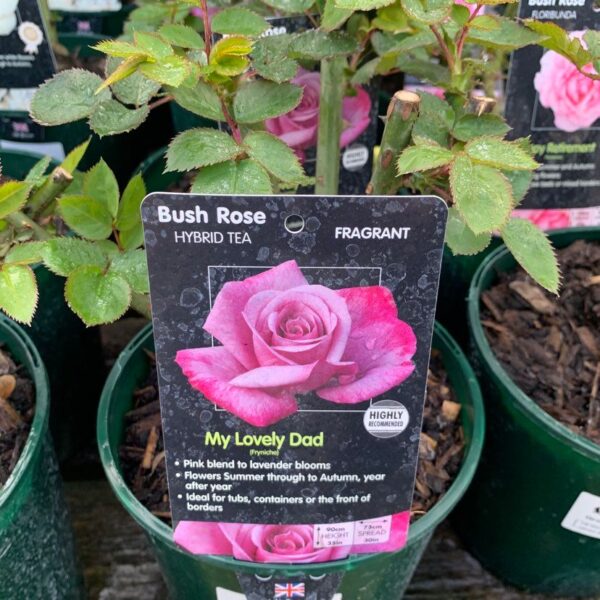 Bush Rose
HYBRID TEA
FRAGRANT
HIGHLY
RECOMMENDED
My Lovely Dad
(Fryniche)
• Pink blend to lavender blooms
• Flowers Summer through to Autumn, year
after year
• Ideal for tubs, containers or the front of
borders
90cm
HEIGHT
35in
75cm
SPREAD
30in
Bush Rose
FLORIBUNDA
Retirement
HIGHLY